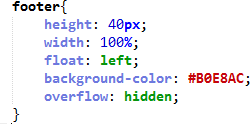 footer{
    height: 40px;
    width: 100%;
    float: left;
    background-color: #B0E8AC;
    overflow: hidden;
}